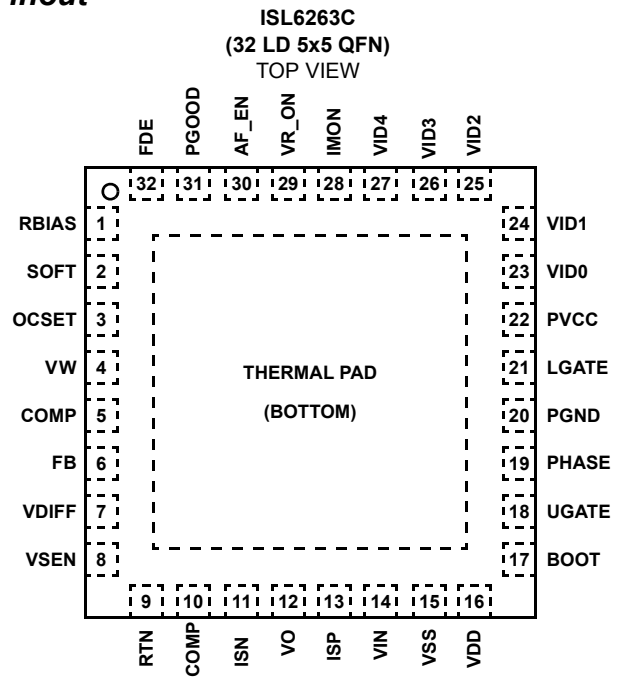 inout
ISL6263C
(32 LD 5x5 QFN)
TOP VIEW
FDE
PGOOD
AF_EN
VR_ON
IMON
VID4
VID3
VID2
32 31 30 29 28 27 26 25
RBIAS 1
SOFT 2
OCSET 3
VW 4
COMP 5
FB 6
VDIFF 7
VSEN 8
THERMAL PAD
(BOTTOM)
24 VID1
23 VID0
22 PVCC
21 LGATE
20 PGND
19 PHASE
18 UGATE
17 BOOT
9 10 11 12 13 14 15 16
RTN
COMP
ISN
VO
ISP
VIN
VSS
VDD